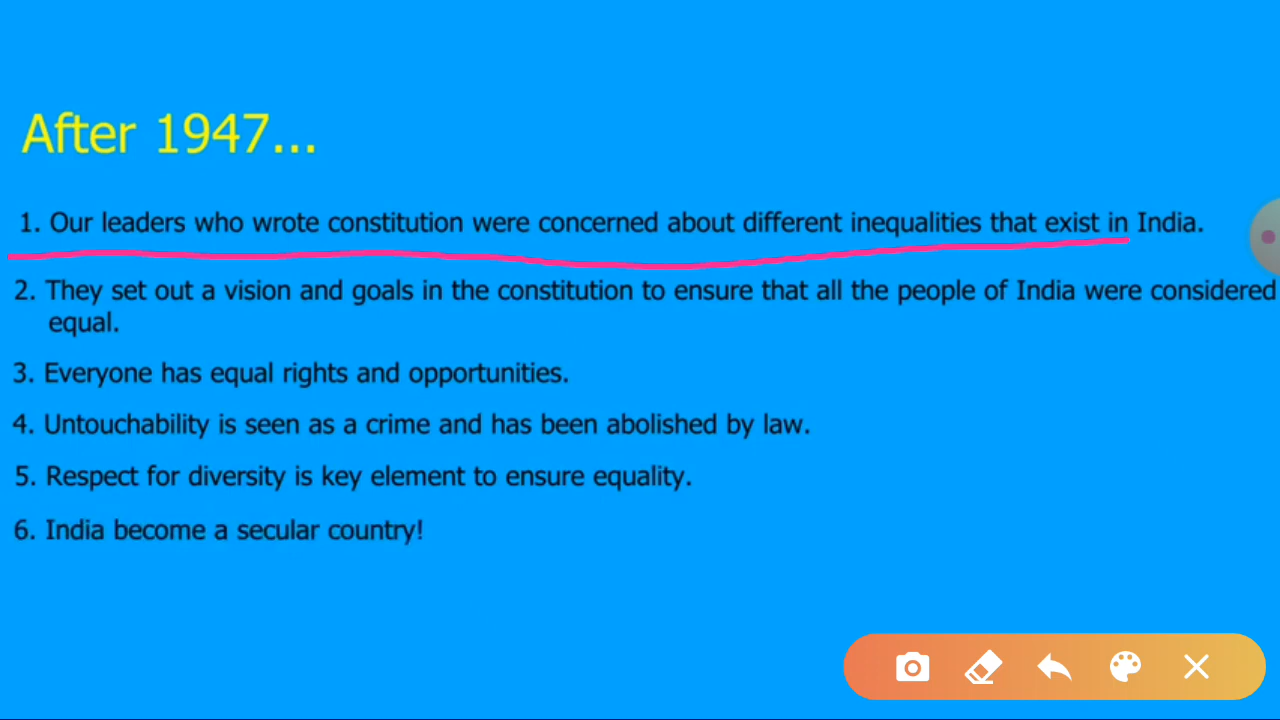 After 1947...
1. Our leaders who wrote constitution were concerned about different inequalities that exist in India.
2. They set out a vision and goals in the constitution to ensure that all the people of India were considered
equal.
3. Everyone has equal rights and opportunities.
4. Untouchability is seen as a crime and has been abolished by law.
5. Respect for diversity is key element to ensure equality.
6. India become a secular country!